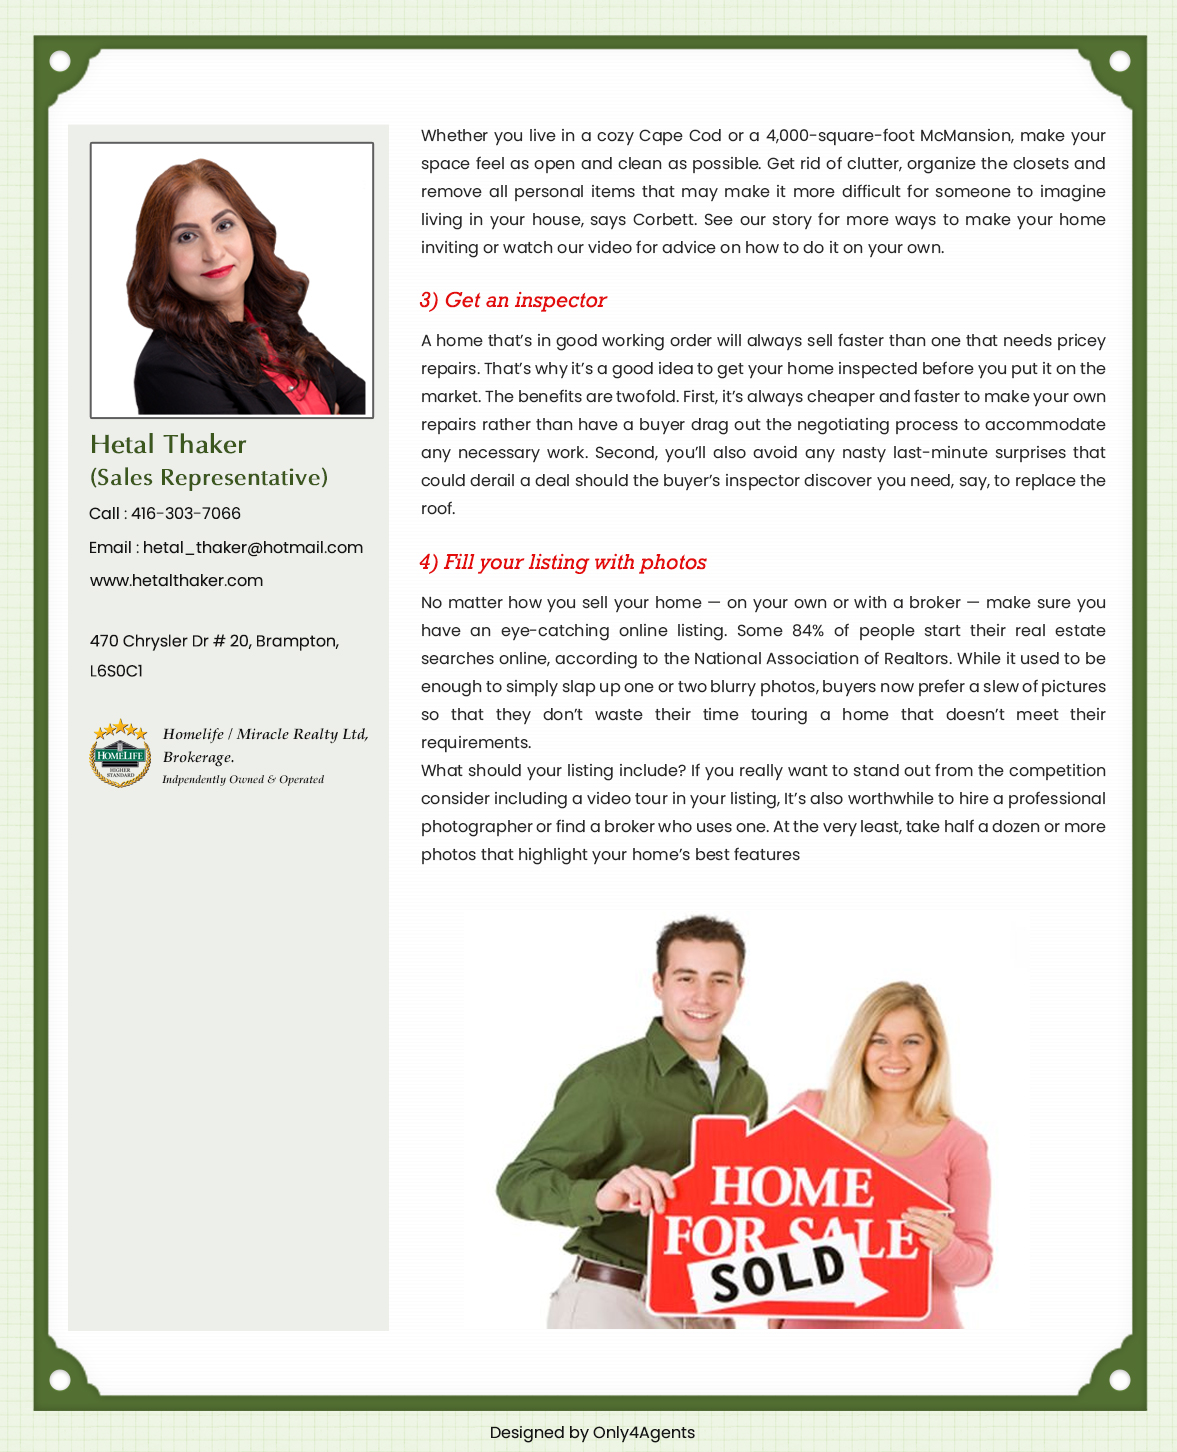 Hetal Thaker
(Sales Representative)
Call : 416-303-7066
Email : hetal_thaker@hotmail.com
www.hetalthaker.com
470 Chrysler Dr # 20, Brampton,
L6S0C1
HOMELIFE
HIGHER
STANDARD
Homelife / Miracle Realty Ltd,
Brokerage.
Indpendently Owned & Operated
Whether you live in a cozy Cape Cod or a 4,000-square-foot McMansion, make your
space feel as open and clean as possible. Get rid of clutter, organize the closets and
remove all personal items that may make it more difficult for someone to imagine
living in your house, says Corbett. See our story for more ways to make your home
inviting or watch our video for advice on how to do it on your own.
3) Get an inspector
A home that’s in good working order will always sell faster than one that needs pricey
repairs. That’s why it’s a good idea to get your home inspected before you put it on the
market. The benefits are twofold. First, it’s always cheaper and faster to make your own
repairs rather than have a buyer drag out the negotiating process to accommodate
any necessary work. Second, you’ll also avoid any nasty last-minute surprises that
could derail a deal should the buyer’s inspector discover you need, say, to replace the
roof.
4) Fill your listing with photos
No matter how you sell your home — on your own or with a broker — make sure you
have an eye-catching online listing. Some 84% of people start their real estate
searches online, according to the National Association of Realtors. While it used to be
enough to simply slap up one or two blurry photos, buyers now prefer a slew of pictures
so that they don’t waste their time touring a home that doesn’t meet their
requirements.
What should your listing include? If you really want to stand out from the competition
consider including a video tour in your listing, It’s also worthwhile to hire a professional
photographer or find a broker who uses one. At the very least, take half a dozen or more
photos that highlight your home’s best features
HOME
FOR SALE
SOLD
Designed by Only4Agents